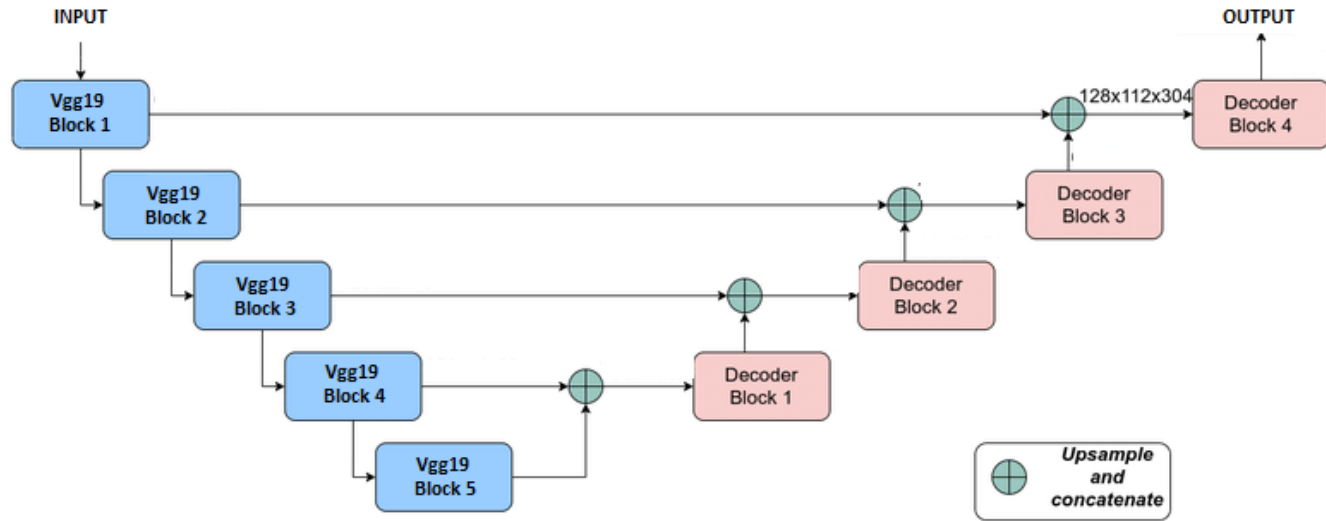 INPUT
OUTPUT
Vgg19
Block 1
128x112x304
Decoder
Block 4
Vgg19
Block 2
Decoder
Block 3
Vgg19
Block 3
Decoder
Block 2
Vgg19
Block 4
Decoder
Block 1
Vgg19
Block 5
Upsample
and
concatenate